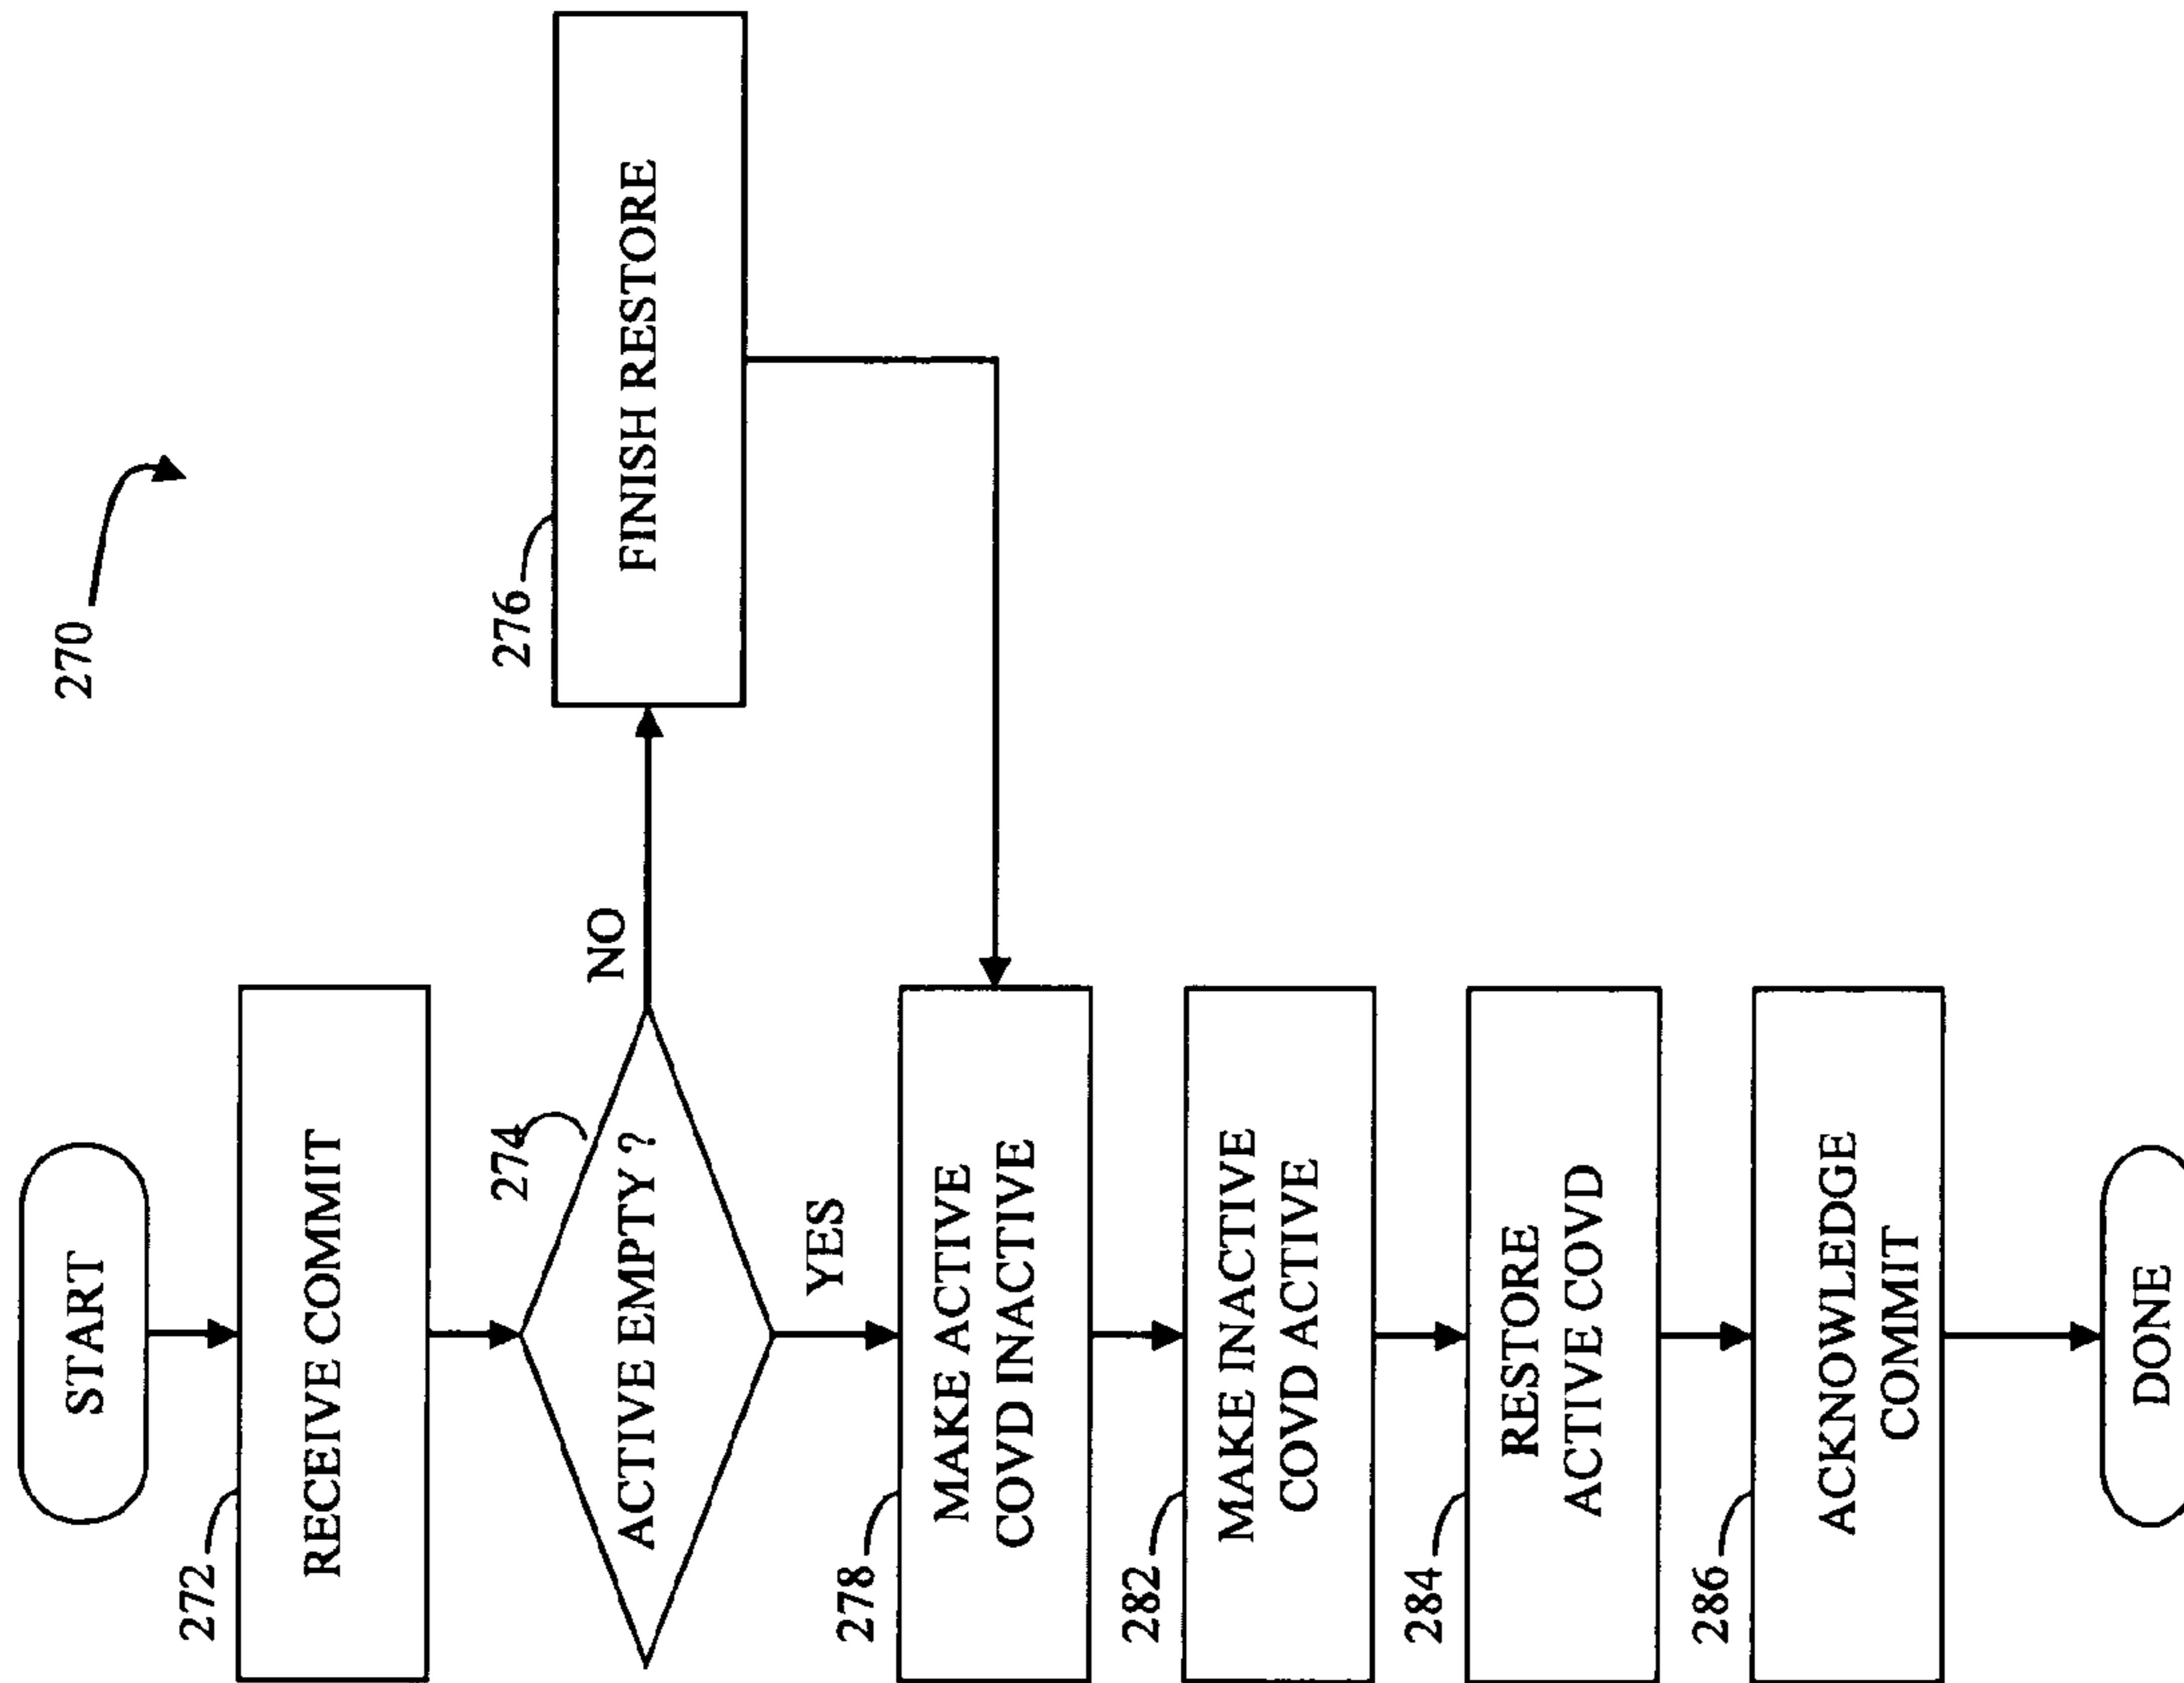 270
START
272
RECEIVE COMMIT
274
ACTIVE EMPTY ?
NO
276
FINISH RESTORE
YES
278
MAKE ACTIVE
COVD INACTIVE
282
MAKE INACTIVE
COVD ACTIVE
284
RESTORE
ACTIVE COVD
286
ACKNOWLEDGE
COMMIT
DONE